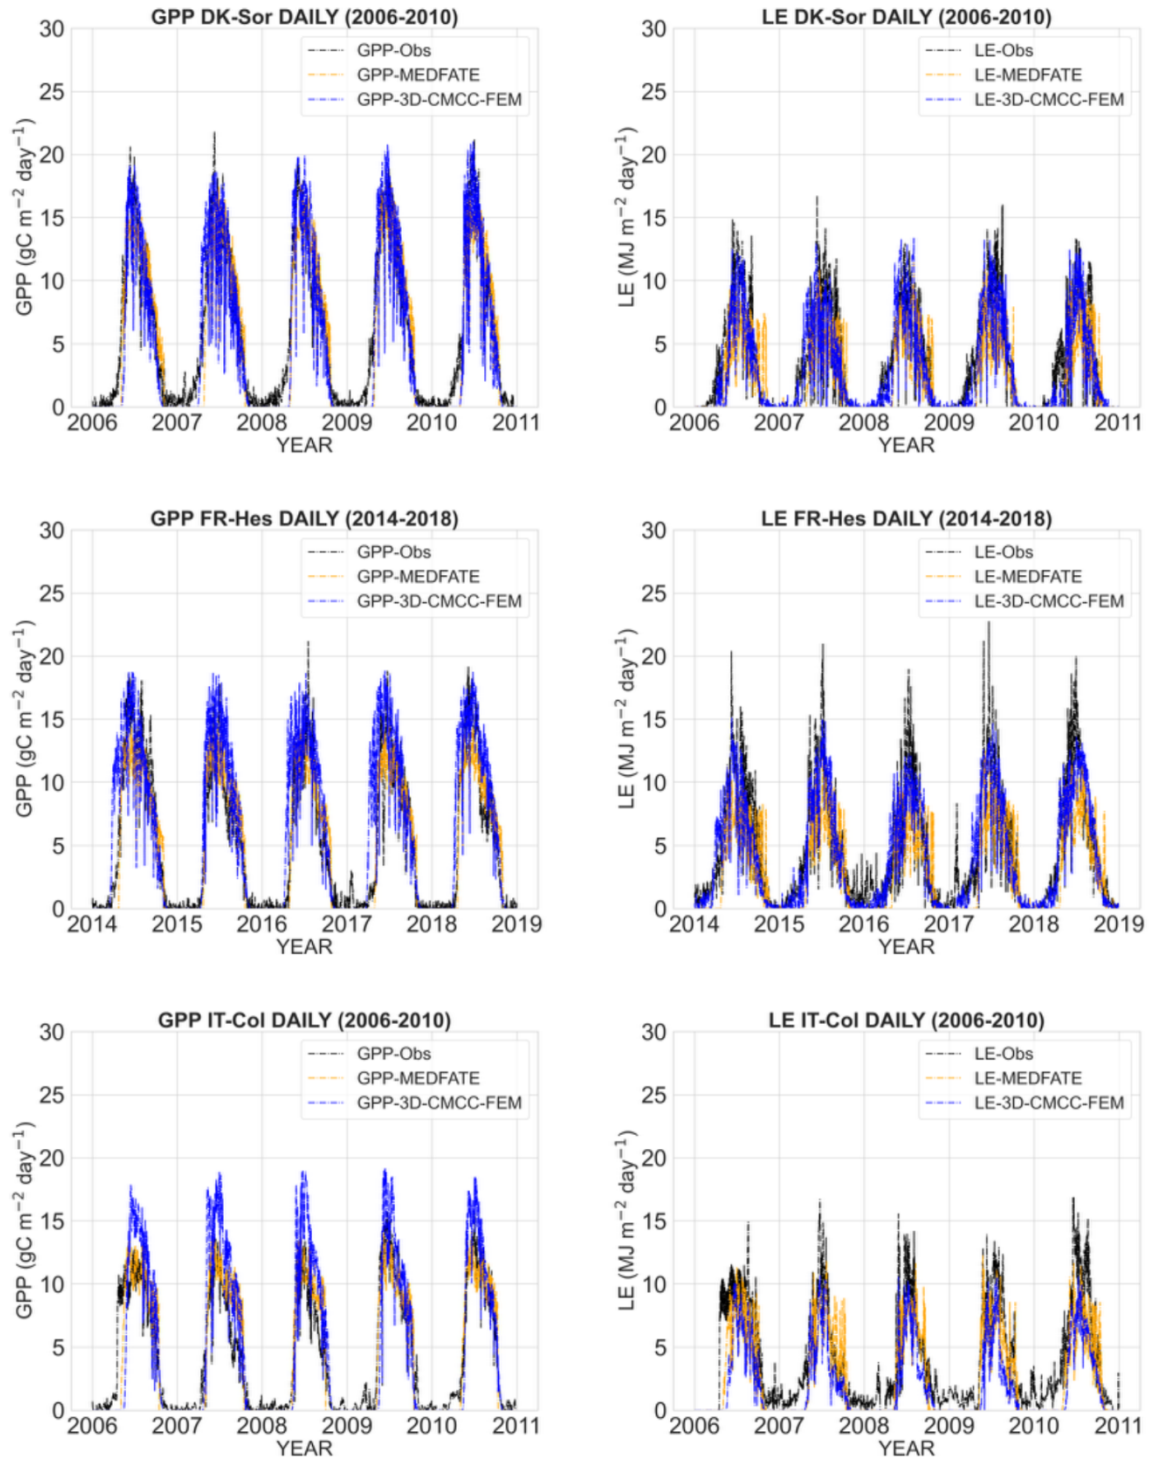 GPP DK-Sor DAILY (2006-2010)
GPP-Obs
GPP-MEDFATE
GPP-3D-CMCC-FEM
GPP (gC m⁻² day⁻¹)
30
25
20
15
10
5
0
2006 2007 2008 2009 2010 2011
YEAR
LE DK-Sor DAILY (2006-2010)
LE-Obs
LE-MEDFATE
LE-3D-CMCC-FEM
LE (MJ m⁻² day⁻¹)
30
25
20
15
10
5
0
2006 2007 2008 2009 2010 2011
YEAR
GPP FR-Hes DAILY (2014-2018)
GPP-Obs
GPP-MEDFATE
GPP-3D-CMCC-FEM
GPP (gC m⁻² day⁻¹)
30
25
20
15
10
5
0
2014 2015 2016 2017 2018 2019
YEAR
LE FR-Hes DAILY (2014-2018)
LE-Obs
LE-MEDFATE
LE-3D-CMCC-FEM
LE (MJ m⁻² day⁻¹)
30
25
20
15
10
5
0
2014 2015 2016 2017 2018 2019
YEAR
GPP IT-Col DAILY (2006-2010)
GPP-Obs
GPP-MEDFATE
GPP-3D-CMCC-FEM
GPP (gC m⁻² day⁻¹)
30
25
20
15
10
5
0
2006 2007 2008 2009 2010 2011
YEAR
LE IT-Col DAILY (2006-2010)
LE-Obs
LE-MEDFATE
LE-3D-CMCC-FEM
LE (MJ m⁻² day⁻¹)
30
25
20
15
10
5
0
2006 2007 2008 2009 2010 2011
YEAR